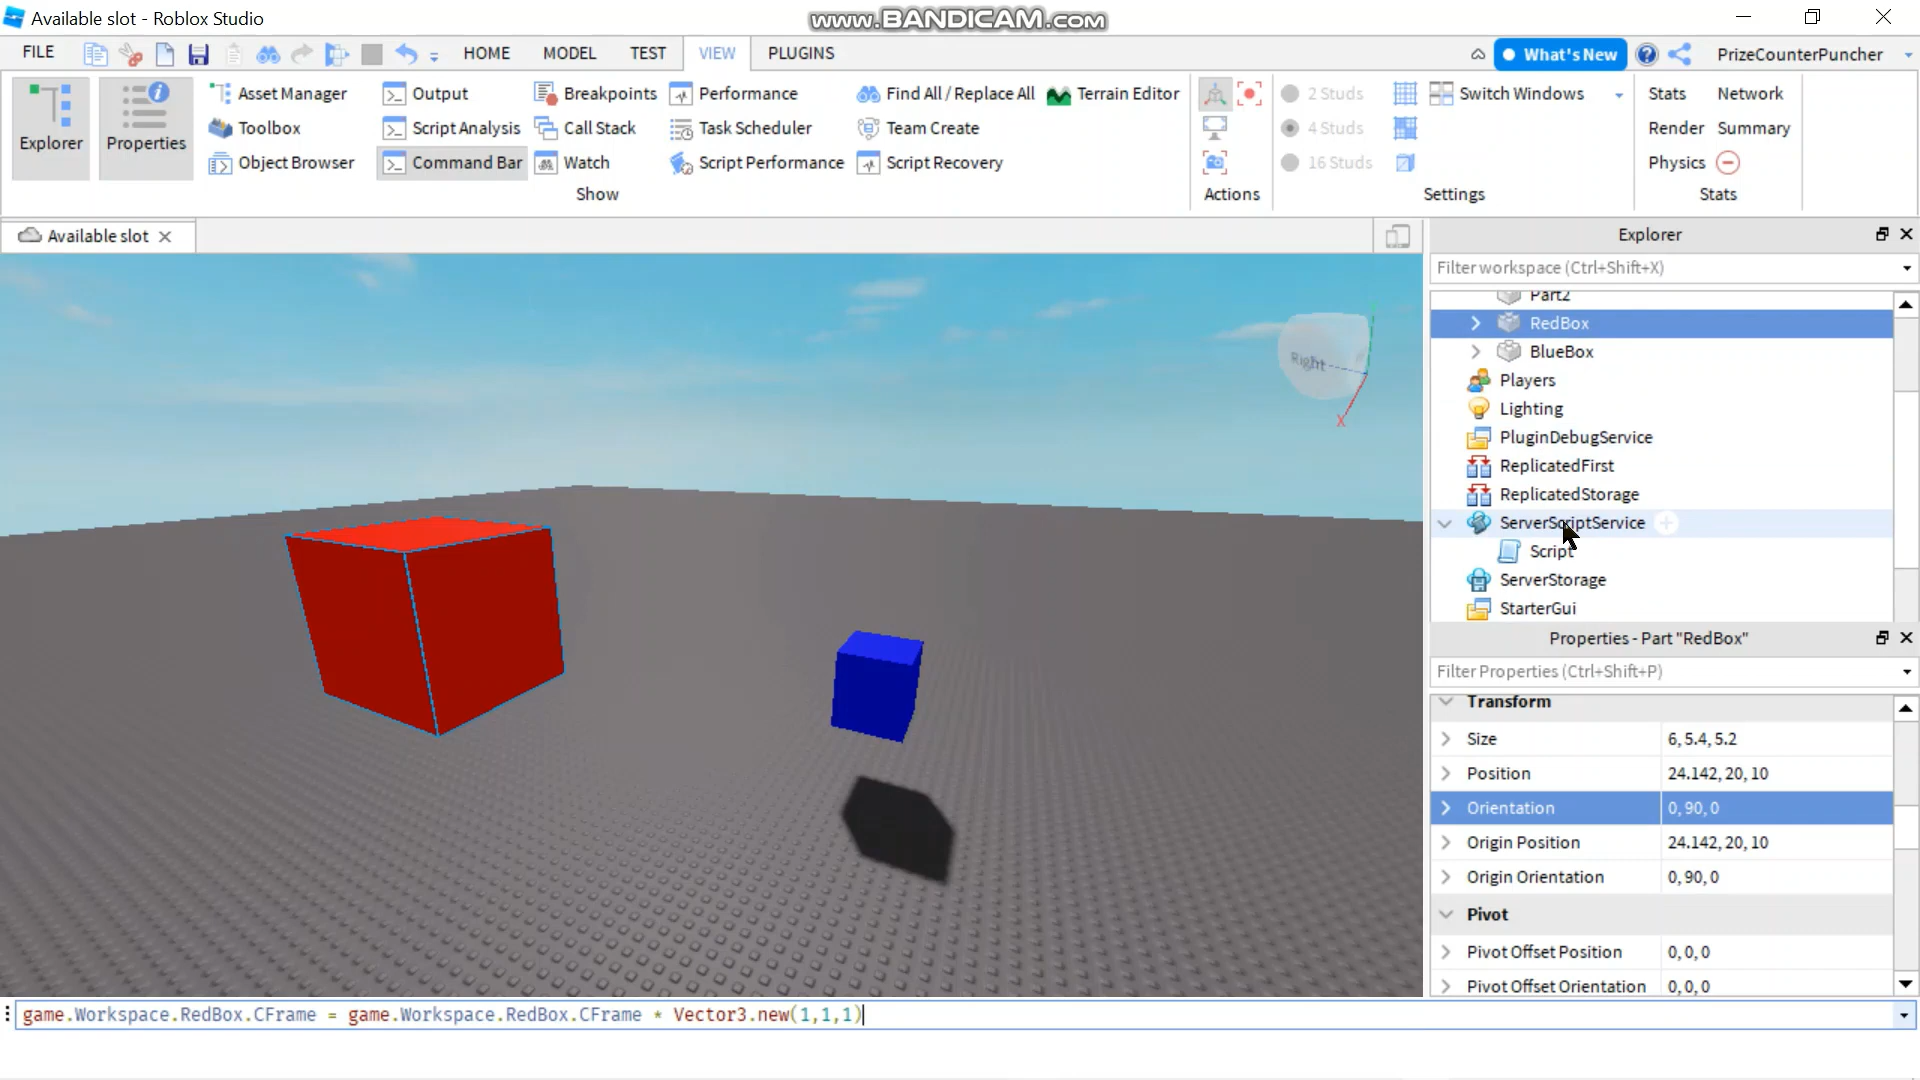 Available slot - Roblox Studio
www.BANDICAM.com
FILE
HOME
MODEL
TEST
VIEW
PLUGINS
What's New
PrizeCounterPuncher
Explorer
Properties
Asset Manager
Toolbox
Object Browser
Output
Script Analysis
Command Bar
Breakpoints
Call Stack
Watch
Performance
Task Scheduler
Script Performance
Find All / Replace All
Team Create
Script Recovery
Terrain Editor
Show
Actions
2 Studs
4 Studs
16 Studs
Switch Windows
Settings
Stats
Network
Render
Summary
Physics
Stats
Available slot
Right
X
Explorer
Filter workspace (Ctrl+Shift+X)
Part2
RedBox
BlueBox
Players
Lighting
PluginDebugService
ReplicatedFirst
ReplicatedStorage
ServerScriptService
Script
ServerStorage
StarterGui
Properties - Part "RedBox"
Filter Properties (Ctrl+Shift+P)
Transform
Size 6, 5.4, 5.2
Position 24.142, 20, 10
Orientation 0, 90, 0
Origin Position 24.142, 20, 10
Origin Orientation 0, 90, 0
Pivot
Pivot Offset Position 0, 0, 0
Pivot Offset Orientation 0, 0, 0
game.Workspace.RedBox.CFrame = game.Workspace.RedBox.CFrame * Vector3.new(1,1,1)